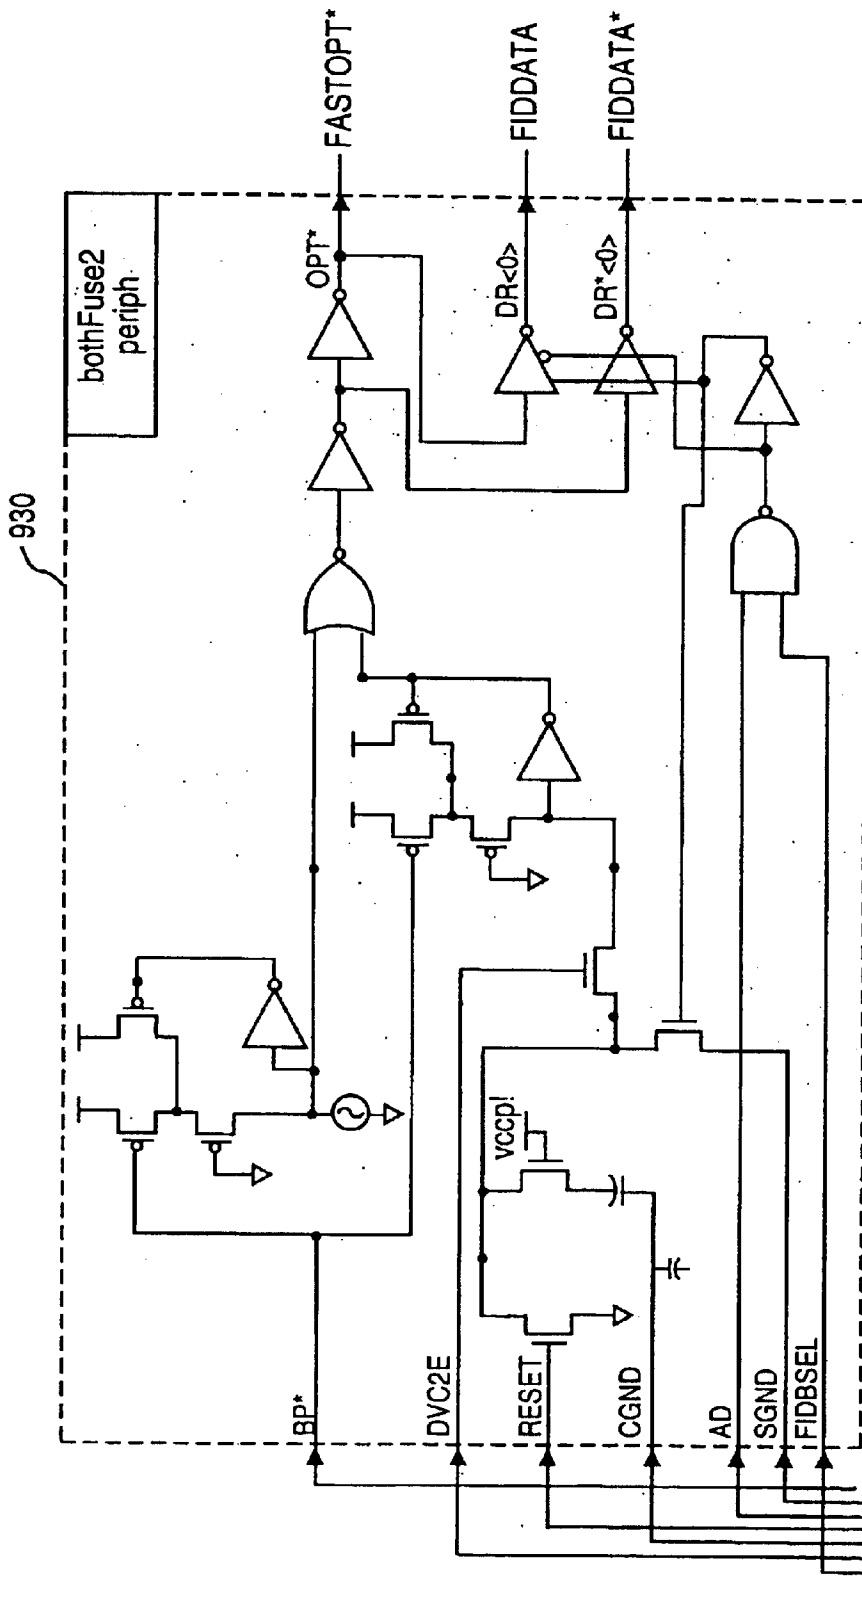 930
bothFuse2
periph
FASTOPT*
OPT*
FIDDATA
DR<0>
FIDDATA*
DR*<0>
vccp!
BP*
DVC2E
RESET
CGND
AD
SGND
FIDBSEL